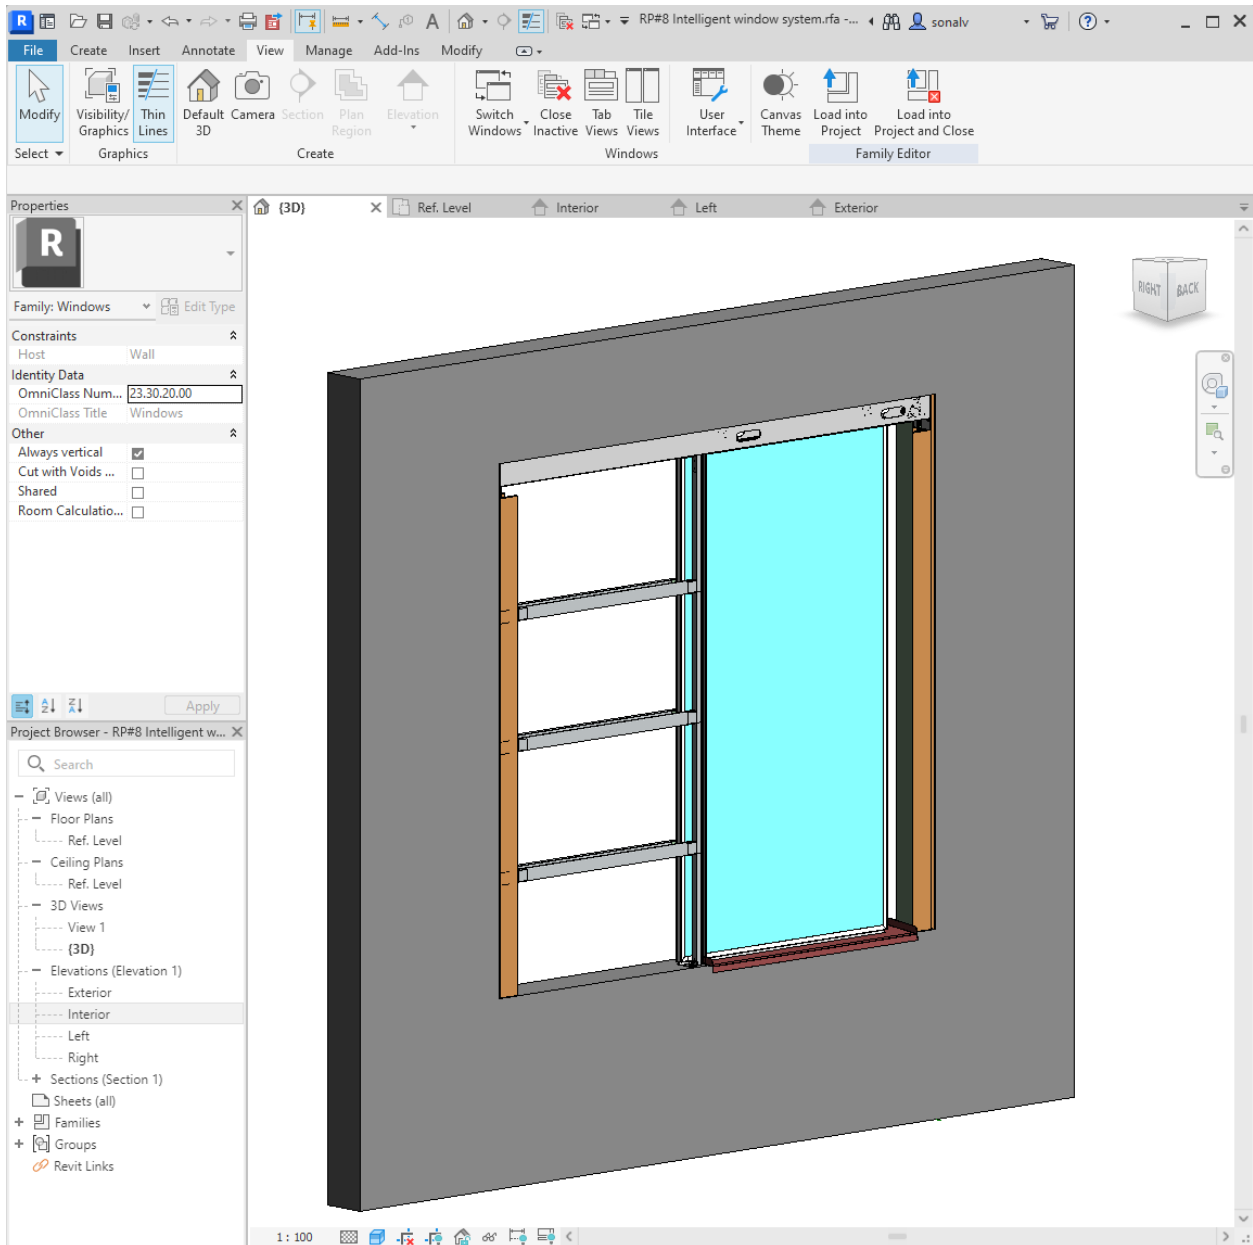 R RP#8 Intelligent window system.rfa -... sonalv
File Create Insert Annotate View Manage Add-Ins Modify
Modify Visibility/ Graphics Thin Lines Default 3D Camera Section Plan Region Elevation Switch Windows Close Inactive Tab Views Tile Views User Interface Canvas Theme Load into Project Load into Project and Close
Select Graphics Create Windows Family Editor
Properties
{3D} Ref. Level Interior Left Exterior
R
Family: Windows Edit Type
Constraints
Host Wall
Identity Data
OmniClass Num... 23.30.20.00
OmniClass Title Windows
Other
Always vertical
Cut with Voids ...
Shared
Room Calculatio...
RIGHT BACK
Apply
Project Browser - RP#8 Intelligent w...
Search
Views (all)
Floor Plans
Ref. Level
Ceiling Plans
Ref. Level
3D Views
View 1
{3D}
Elevations (Elevation 1)
Exterior
Interior
Left
Right
Sections (Section 1)
Sheets (all)
Families
Groups
Revit Links
1 : 100